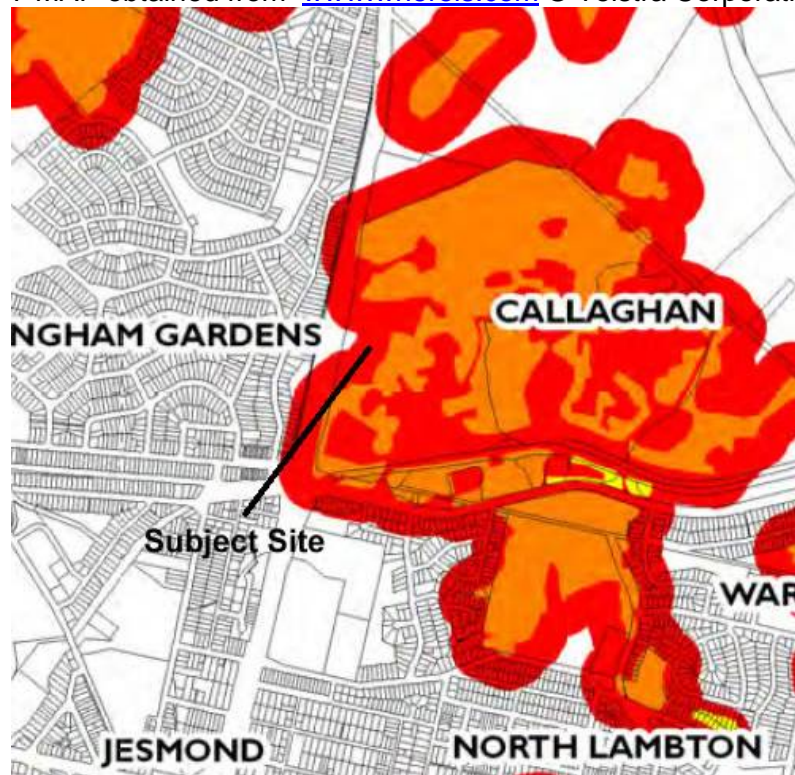 NGHAM GARDENS
CALLAGHAN
Subject Site
WAR
JESMOND
NORTH LAMBTON